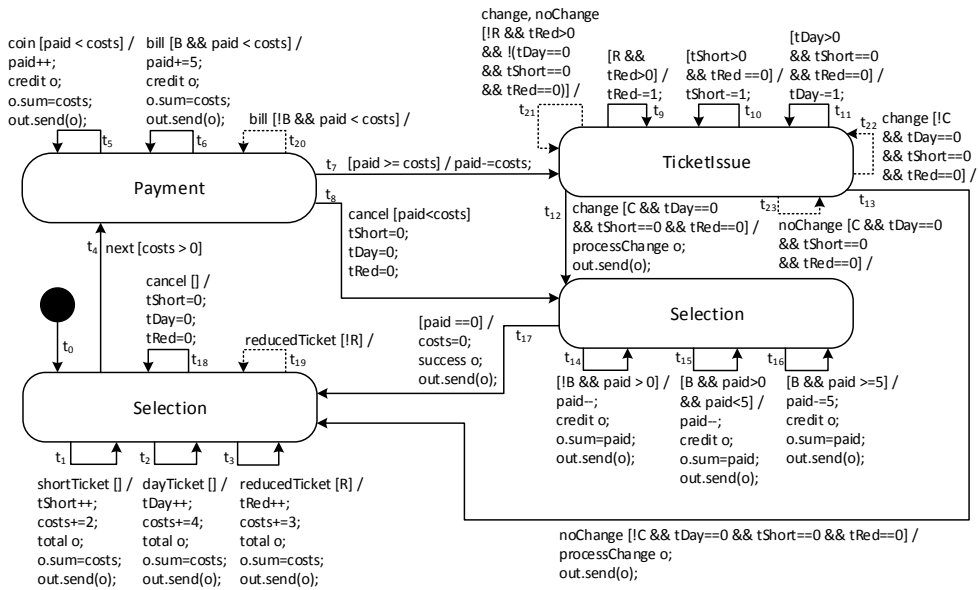 coin [paid < costs] /
paid++;
credit o;
o.sum=costs;
out.send(o);
t5
bill [B && paid < costs] /
paid+=5;
credit o;
o.sum=costs;
out.send(o);
t6
bill [!B && paid < costs] /
t20
Payment
t7 [paid >= costs] / paid-=costs;
t8
cancel [paid<costs]
tShort=0;
tDay=0;
tRed=0;
change, noChange
[!R && tRed>0
&& !(tDay==0
&& tShort==0
&& tRed==0)] /
t21
[R &&
tRed>0] /
tRed-=1;
t9
[tShort>0
&& tRed ==0] /
tShort-=1;
t10
[tDay>0
&& tShort==0
&& tRed==0] /
tDay-=1;
t11
t22
change [!C
&& tDay==0
&& tShort==0
&& tRed==0] /
TicketIssue
t12
change [C && tDay==0
&& tShort==0 && tRed==0] /
processChange o;
out.send(o);
t23
noChange [C && tDay==0
&& tShort==0
&& tRed==0] /
t13
t4
next [costs > 0]
t0
cancel [] /
tShort=0;
tDay=0;
tRed=0;
t18
reducedTicket [!R] /
t19
Selection
[paid ==0] /
costs=0;
success o;
out.send(o);
t17
Selection
t14
[!B && paid > 0] /
paid--;
credit o;
o.sum=paid;
out.send(o);
t15
[B && paid>0
&& paid<5] /
paid--;
credit o;
o.sum=paid;
out.send(o);
t16
[B && paid >=5] /
paid-=5;
credit o;
o.sum=paid;
out.send(o);
t1
shortTicket [] /
tShort++;
costs+=2;
total o;
o.sum=costs;
out.send(o);
t2
dayTicket [] /
tDay++;
costs+=4;
total o;
o.sum=costs;
out.send(o);
t3
reducedTicket [R] /
tRed++;
costs+=3;
total o;
o.sum=costs;
out.send(o);
noChange [!C && tDay==0 && tShort==0 && tRed==0] /
processChange o;
out.send(o);